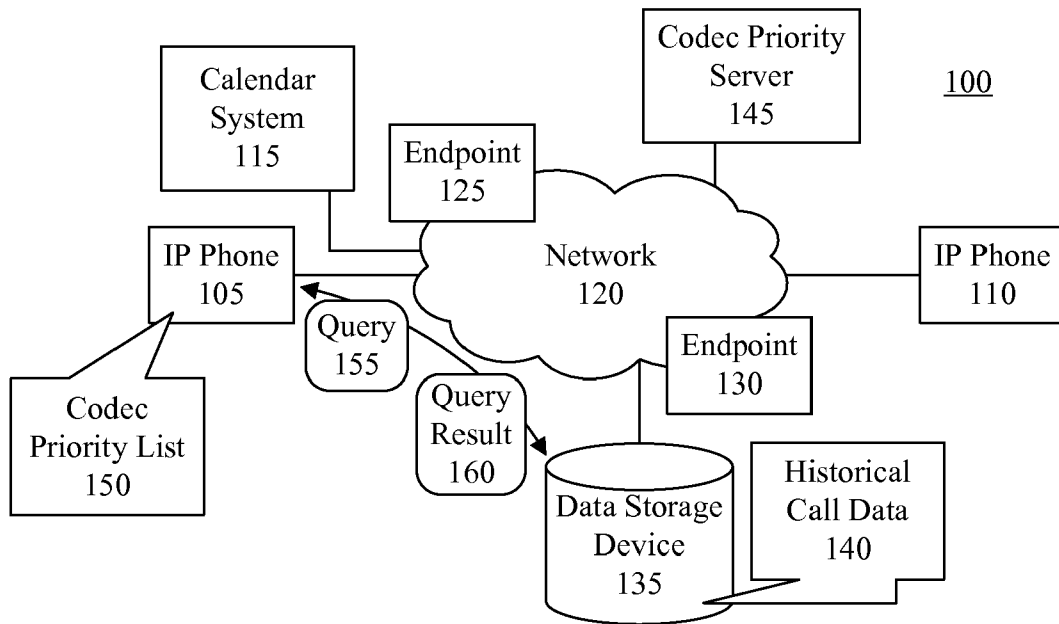 Codec Priority
Server
145
100
Calendar
System
115
Endpoint
125
IP Phone
105
Network
120
IP Phone
110
Query
155
Endpoint
130
Query
Result
160
Codec
Priority List
150
Data Storage
Device
135
Historical
Call Data
140